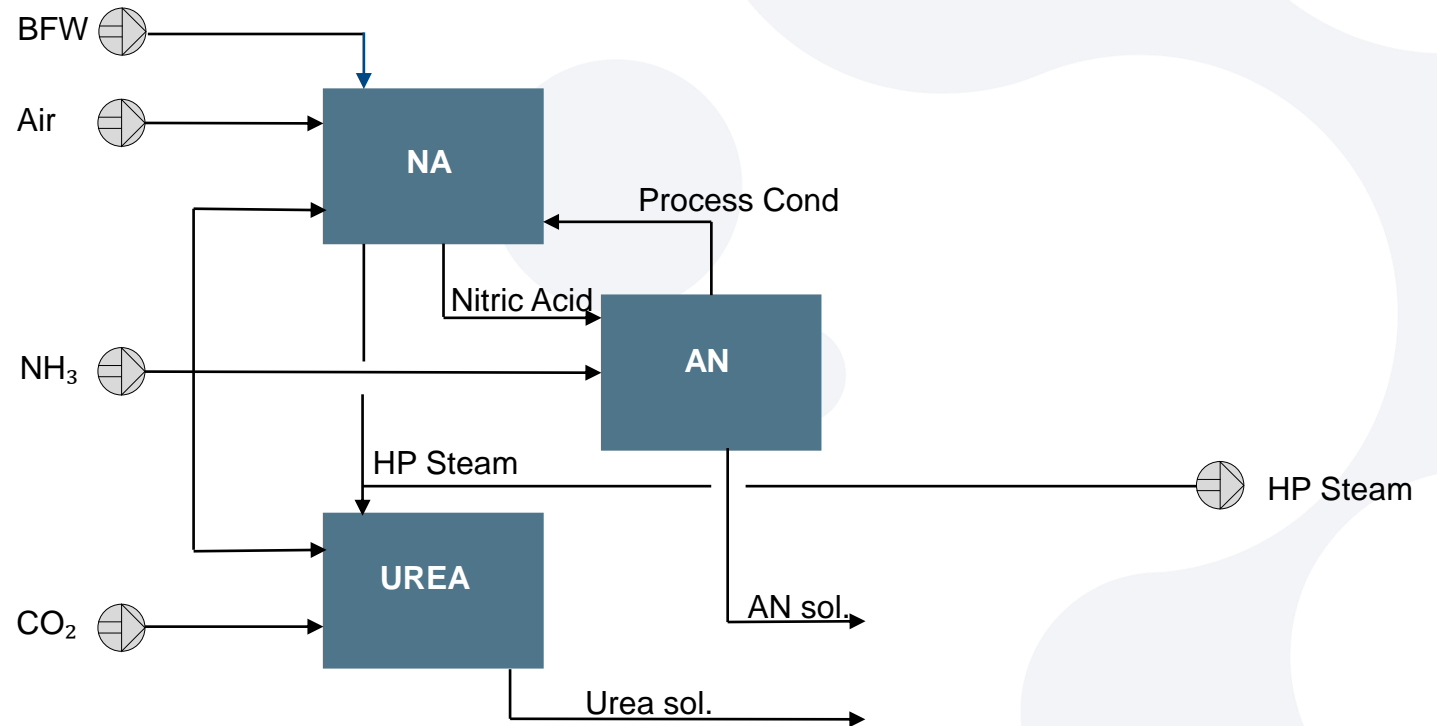 BFW
Air
NA
Process Cond
Nitric Acid
NH₃
AN
HP Steam
HP Steam
UREA
CO₂
AN sol.
Urea sol.